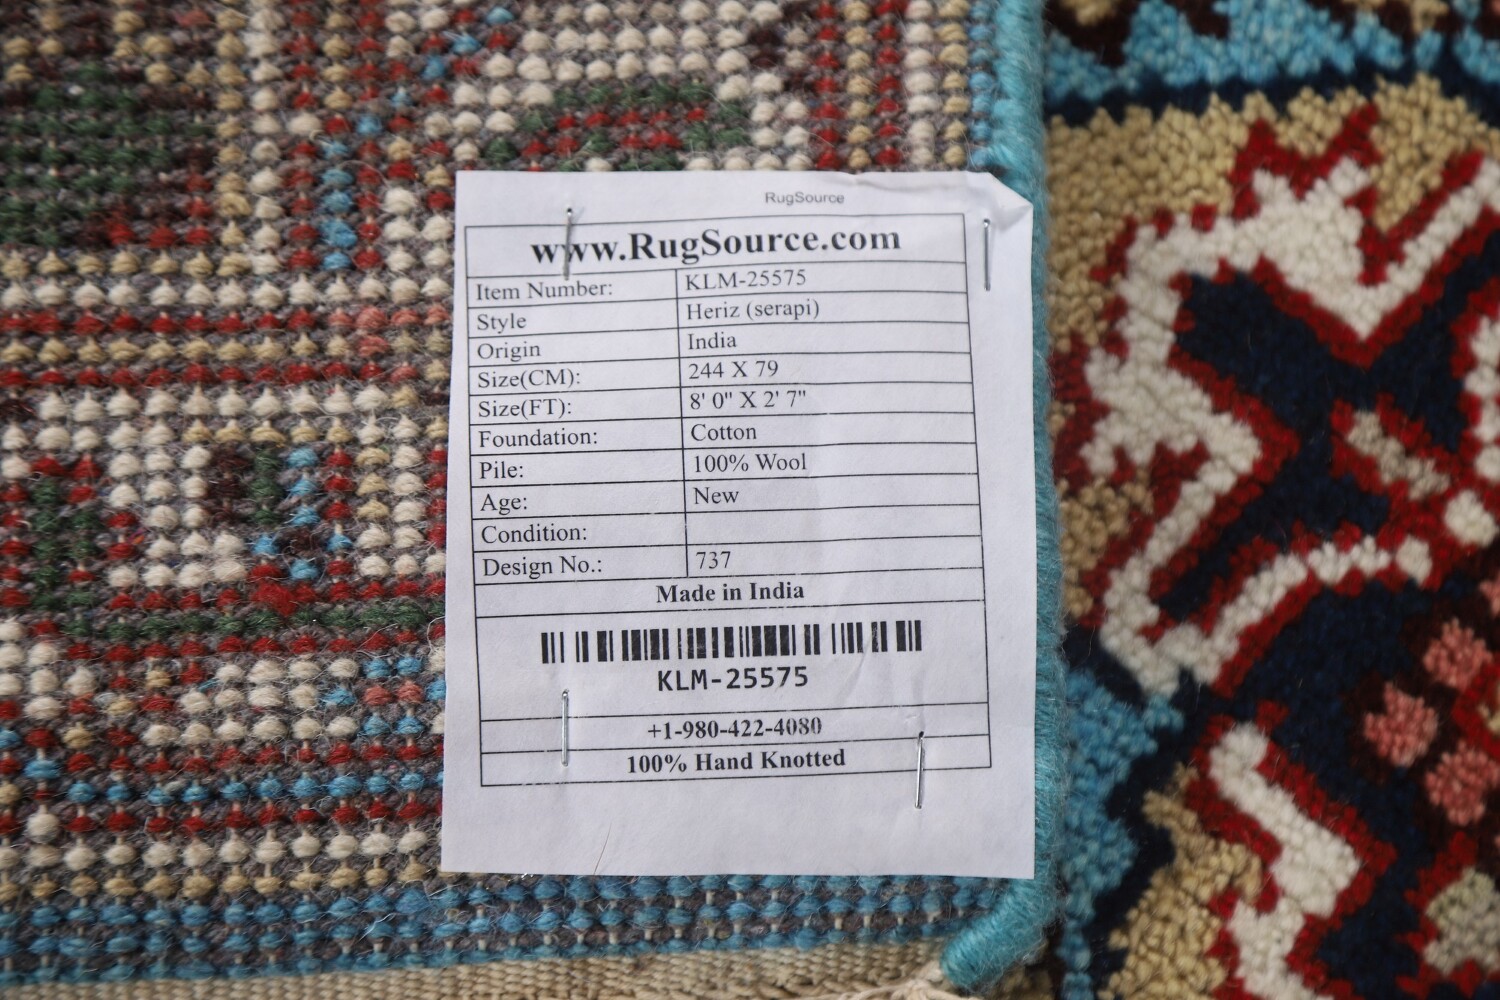 RugSource
www.RugSource.com
Item Number: KLM-25575
Style Heriz (serapi)
Origin India
Size(CM): 244 X 79
Size(FT): 8' 0" X 2' 7"
Foundation: Cotton
Pile: 100% Wool
Age: New
Condition:
Design No.: 737
Made in India
KLM-25575
+1-980-422-4080
100% Hand Knotted